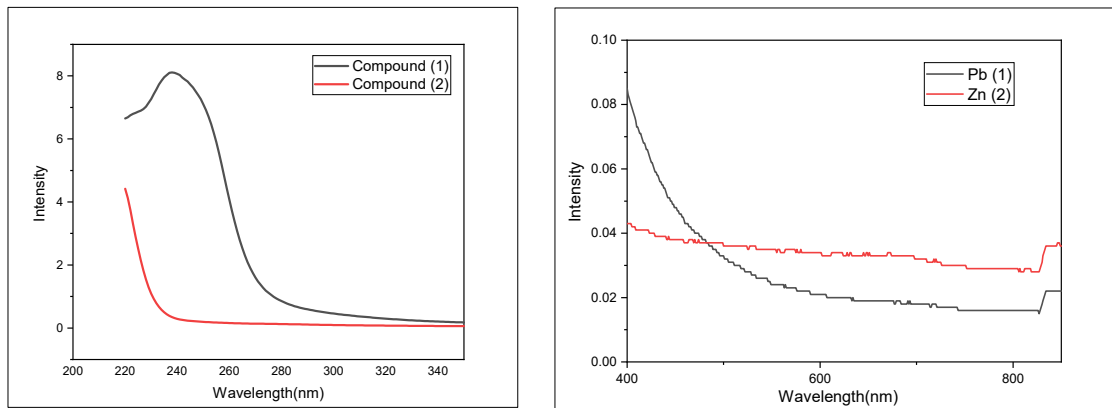 Compound (1)
Compound (2)
8
6
4
2
0
Intensity
200
220
240
260
280
300
320
340
Wavelength(nm)
Pb (1)
Zn (2)
0.10
0.08
0.06
0.04
0.02
0.00
Intensity
400
600
800
Wavelength(nm)